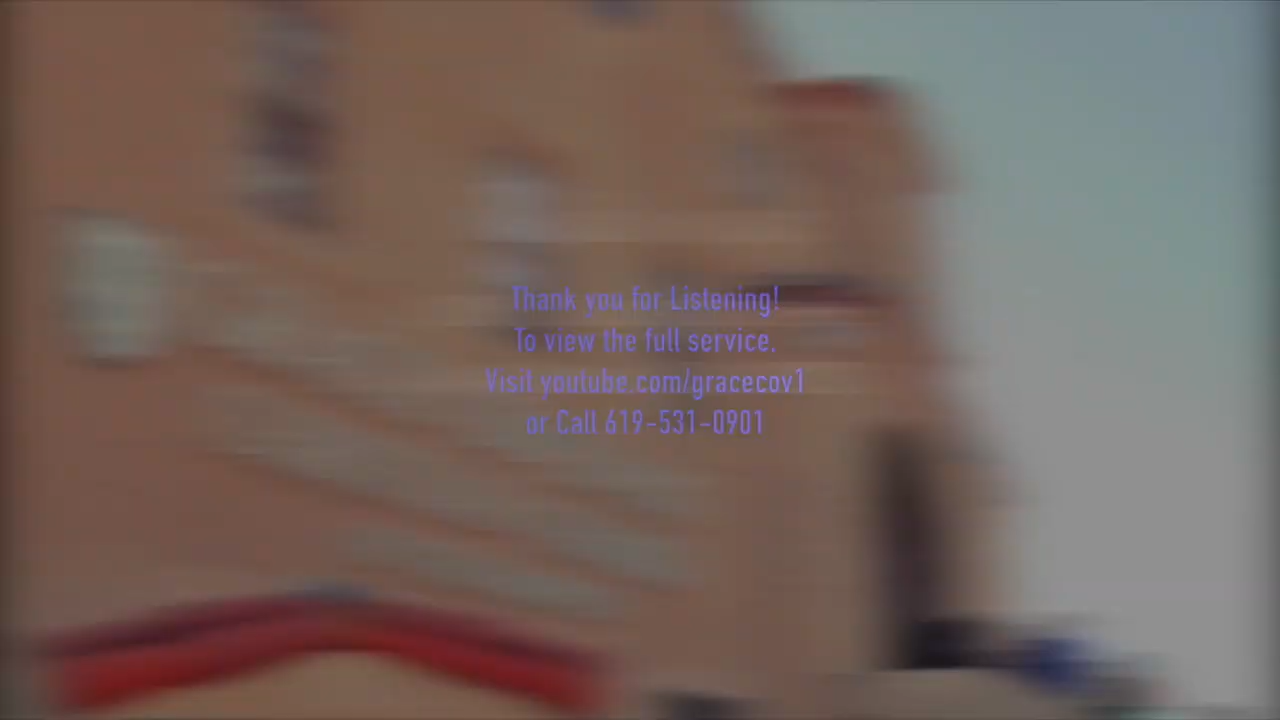 Thank you for Listening!
To view the full service,
Visit youtube.com/gracecov1
or Call 619-531-0901